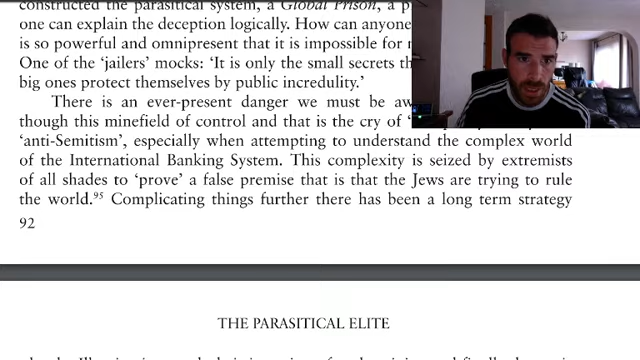 constructed the parasitical system, a Global Prison, a p
one can explain the deception logically. How can anyone
is so powerful and omnipresent that it is impossible for
One of the ‘jailers’ mocks: ‘It is only the small secrets th
big ones protect themselves by public incredulity.’
There is an ever-present danger we must be aw
though this minefield of control and that is the cry of ‘
‘anti-Semitism’, especially when attempting to understand the complex world
of the International Banking System. This complexity is seized by extremists
of all shades to ‘prove’ a false premise that is that the Jews are trying to rule
the world.95 Complicating things further there has been a long term strategy
92
THE PARASITICAL ELITE